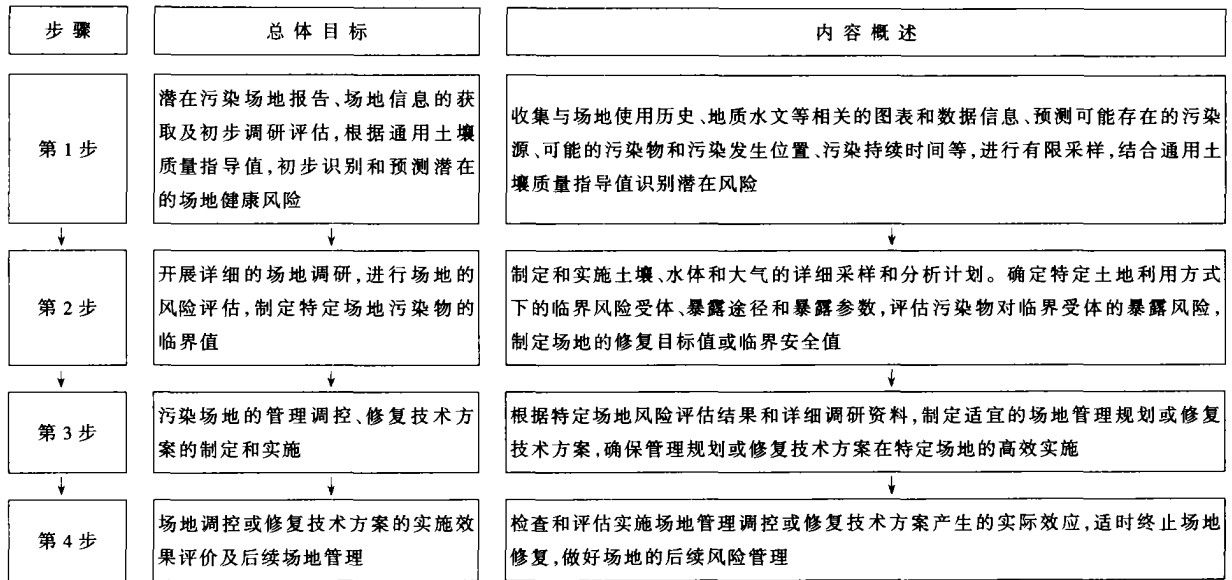 步骤
总体目标
内容概述
第1步
潜在污染场地报告、场地信息的获
取及初步调研评估,根据通用土壤
质量指导值,初步识别和预测潜在
的场地健康风险
收集与场地使用历史、地质水文等相关的图表和数据信息、预测可能存在的污染
源、可能的污染物和污染发生位置、污染持续时间等,进行有限采样,结合通用土
壤质量指导值识别潜在风险
第2步
开展详细的场地调研,进行场地的
风险评估,制定特定场地污染物的
临界值
制定和实施土壤、水体和大气的详细采样和分析计划。确定特定土地利用方式
下的临界风险受体、暴露途径和暴露参数,评估污染物对临界受体的暴露风险,
制定场地的修复目标值或临界安全值
第3步
污染场地的管理调控、修复技术方
案的制定和实施
根据特定场地风险评估结果和详细调研资料,制定适宜的场地管理规划或修复
技术方案,确保管理规划或修复技术方案在特定场地的高效实施
第4步
场地调控或修复技术方案的实施效
果评价及后续场地管理
检查和评估实施场地管理调控或修复技术方案产生的实际效应,适时终止场地
修复,做好场地的后续风险管理